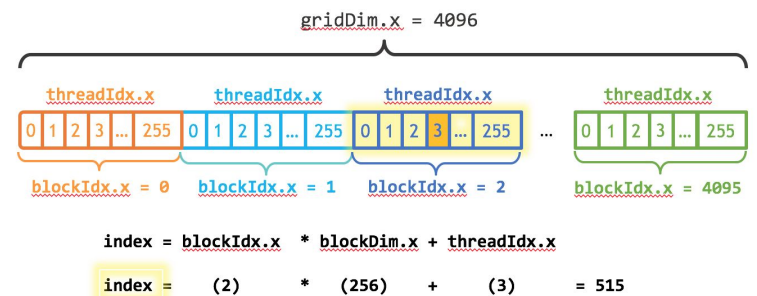 gridDim.x = 4096
threadIdx.x threadIdx.x threadIdx.x threadIdx.x
0 1 2 3 ... 255 0 1 2 3 ... 255 0 1 2 3 ... 255 ... 0 1 2 3 ... 255
blockIdx.x = 0 blockIdx.x = 1 blockIdx.x = 2 blockIdx.x = 4095
index = blockIdx.x * blockDim.x + threadIdx.x
index = (2) * (256) + (3) = 515